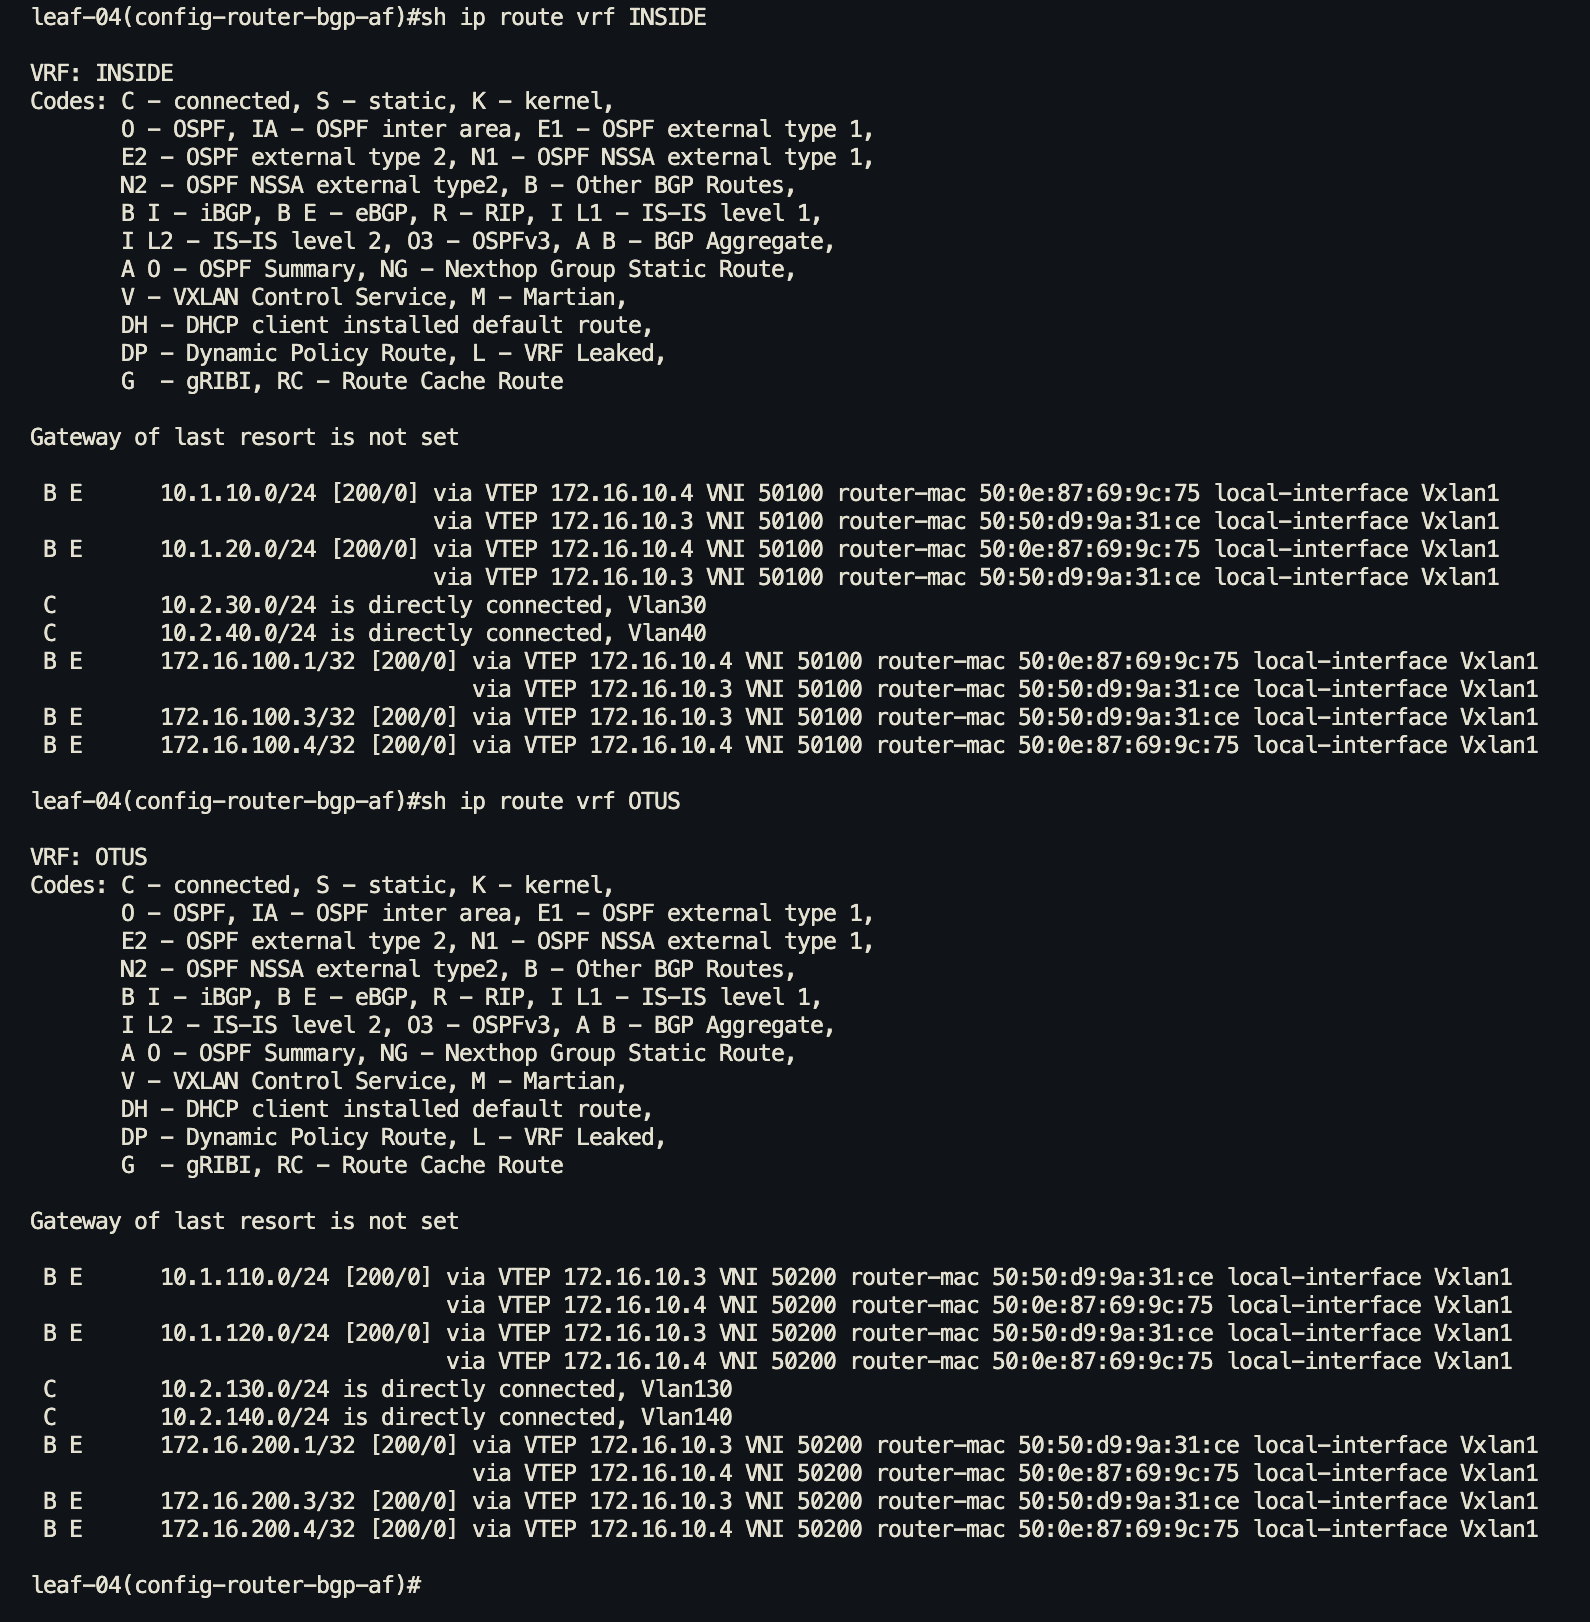 leaf-04(config-router-bgp-af)#sh ip route vrf INSIDE

VRF: INSIDE
Codes: C - connected, S - static, K - kernel,
       O - OSPF, IA - OSPF inter area, E1 - OSPF external type 1,
       E2 - OSPF external type 2, N1 - OSPF NSSA external type 1,
       N2 - OSPF NSSA external type2, B - Other BGP Routes,
       B I - iBGP, B E - eBGP, R - RIP, I L1 - IS-IS level 1,
       I L2 - IS-IS level 2, O3 - OSPFv3, A B - BGP Aggregate,
       A O - OSPF Summary, NG - Nexthop Group Static Route,
       V - VXLAN Control Service, M - Martian,
       DH - DHCP client installed default route,
       DP - Dynamic Policy Route, L - VRF Leaked,
       G  - gRIBI, RC - Route Cache Route

Gateway of last resort is not set

 B E      10.1.10.0/24 [200/0] via VTEP 172.16.10.4 VNI 50100 router-mac 50:0e:87:69:9c:75 local-interface Vxlan1
                               via VTEP 172.16.10.3 VNI 50100 router-mac 50:50:d9:9a:31:ce local-interface Vxlan1
 B E      10.1.20.0/24 [200/0] via VTEP 172.16.10.4 VNI 50100 router-mac 50:0e:87:69:9c:75 local-interface Vxlan1
                               via VTEP 172.16.10.3 VNI 50100 router-mac 50:50:d9:9a:31:ce local-interface Vxlan1
 C        10.2.30.0/24 is directly connected, Vlan30
 C        10.2.40.0/24 is directly connected, Vlan40
 B E      172.16.100.1/32 [200/0] via VTEP 172.16.10.4 VNI 50100 router-mac 50:0e:87:69:9c:75 local-interface Vxlan1
                                  via VTEP 172.16.10.3 VNI 50100 router-mac 50:50:d9:9a:31:ce local-interface Vxlan1
 B E      172.16.100.3/32 [200/0] via VTEP 172.16.10.3 VNI 50100 router-mac 50:50:d9:9a:31:ce local-interface Vxlan1
 B E      172.16.100.4/32 [200/0] via VTEP 172.16.10.4 VNI 50100 router-mac 50:0e:87:69:9c:75 local-interface Vxlan1

leaf-04(config-router-bgp-af)#sh ip route vrf OTUS

VRF: OTUS
Codes: C - connected, S - static, K - kernel,
       O - OSPF, IA - OSPF inter area, E1 - OSPF external type 1,
       E2 - OSPF external type 2, N1 - OSPF NSSA external type 1,
       N2 - OSPF NSSA external type2, B - Other BGP Routes,
       B I - iBGP, B E - eBGP, R - RIP, I L1 - IS-IS level 1,
       I L2 - IS-IS level 2, O3 - OSPFv3, A B - BGP Aggregate,
       A O - OSPF Summary, NG - Nexthop Group Static Route,
       V - VXLAN Control Service, M - Martian,
       DH - DHCP client installed default route,
       DP - Dynamic Policy Route, L - VRF Leaked,
       G  - gRIBI, RC - Route Cache Route

Gateway of last resort is not set

 B E      10.1.110.0/24 [200/0] via VTEP 172.16.10.3 VNI 50200 router-mac 50:50:d9:9a:31:ce local-interface Vxlan1
                                via VTEP 172.16.10.4 VNI 50200 router-mac 50:0e:87:69:9c:75 local-interface Vxlan1
 B E      10.1.120.0/24 [200/0] via VTEP 172.16.10.3 VNI 50200 router-mac 50:50:d9:9a:31:ce local-interface Vxlan1
                                via VTEP 172.16.10.4 VNI 50200 router-mac 50:0e:87:69:9c:75 local-interface Vxlan1
 C        10.2.130.0/24 is directly connected, Vlan130
 C        10.2.140.0/24 is directly connected, Vlan140
 B E      172.16.200.1/32 [200/0] via VTEP 172.16.10.3 VNI 50200 router-mac 50:50:d9:9a:31:ce local-interface Vxlan1
                                  via VTEP 172.16.10.4 VNI 50200 router-mac 50:0e:87:69:9c:75 local-interface Vxlan1
 B E      172.16.200.3/32 [200/0] via VTEP 172.16.10.3 VNI 50200 router-mac 50:50:d9:9a:31:ce local-interface Vxlan1
 B E      172.16.200.4/32 [200/0] via VTEP 172.16.10.4 VNI 50200 router-mac 50:0e:87:69:9c:75 local-interface Vxlan1

leaf-04(config-router-bgp-af)#